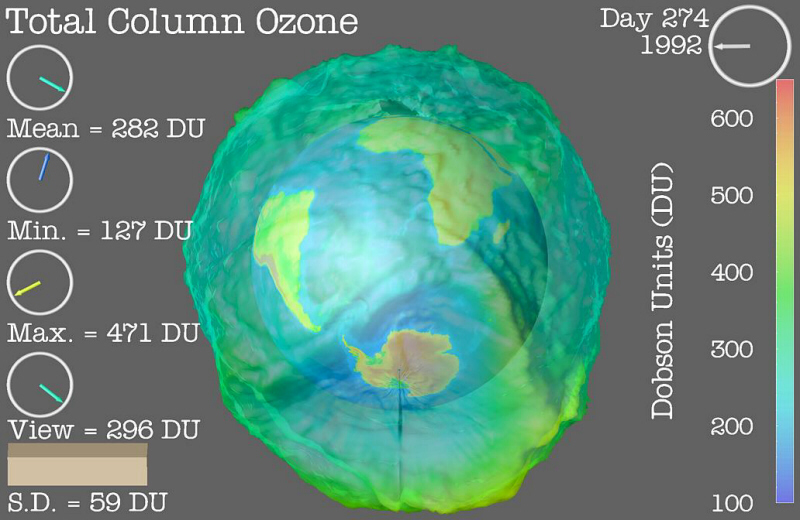 Total Column Ozone
Day 274
1992
Mean = 282 DU
Min. = 127 DU
Max. = 471 DU
View = 296 DU
S.D. = 59 DU
Dobson Units (DU)
600
500
400
300
200
100